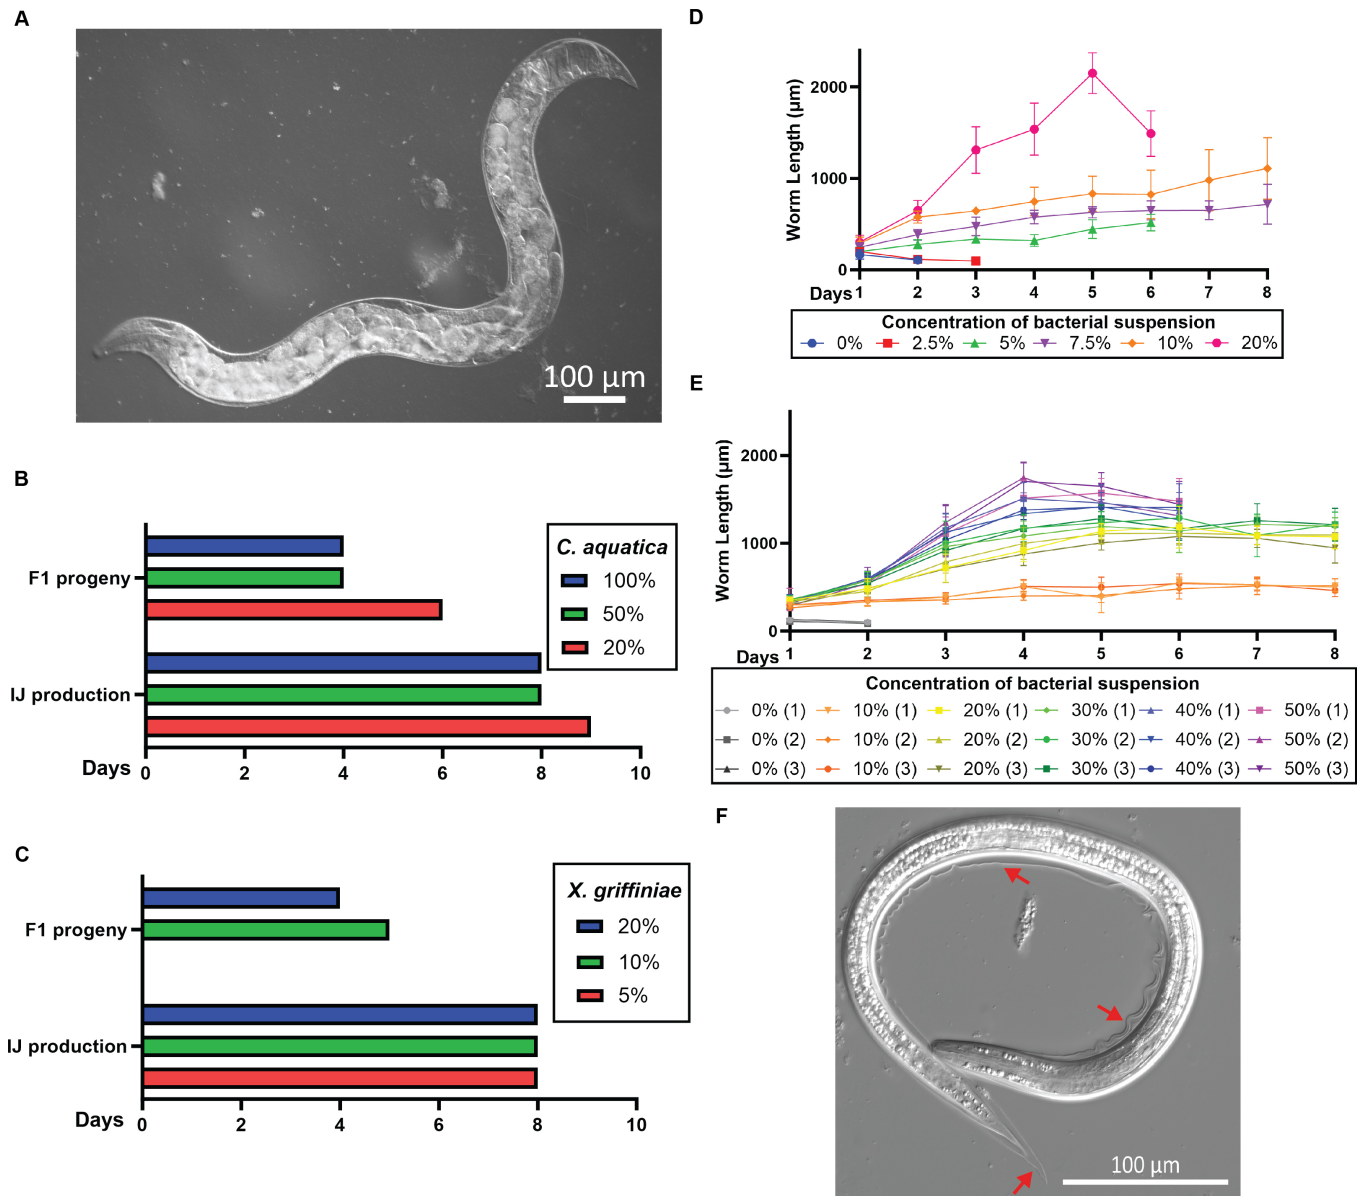 A
100 µm
B
F1 progeny
IJ production
C. aquatica
100%
50%
20%
Days
0 2 4 6 8 10
C
F1 progeny
IJ production
X. griffiniae
20%
10%
5%
Days
0 2 4 6 8 10
D
Worm Length (µm)
2000
1000
0
Days
1 2 3 4 5 6 7 8
Concentration of bacterial suspension
0% 2.5% 5% 7.5% 10% 20%
E
Worm Length (µm)
2000
1000
0
Days
1 2 3 4 5 6 7 8
Concentration of bacterial suspension
0% (1) 10% (1) 20% (1) 30% (1) 40% (1) 50% (1)
0% (2) 10% (2) 20% (2) 30% (2) 40% (2) 50% (2)
0% (3) 10% (3) 20% (3) 30% (3) 40% (3) 50% (3)
F
100 µm